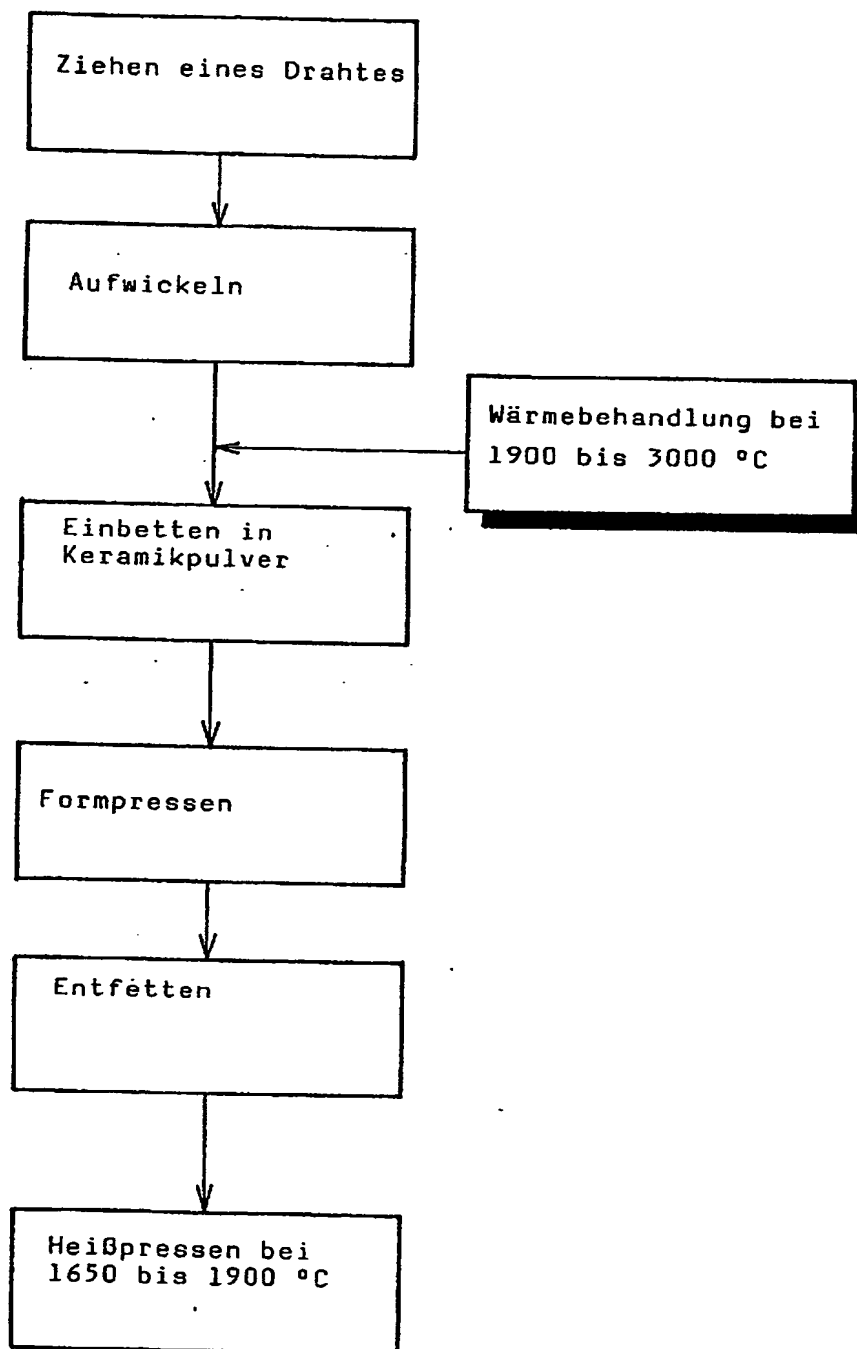 Ziehen eines Drahtes
Aufwickeln
Wärmebehandlung bei
1900 bis 3000 °C
Einbetten in
Keramikpulver
Formpressen
Entfetten
Heißpressen bei
1650 bis 1900 °C